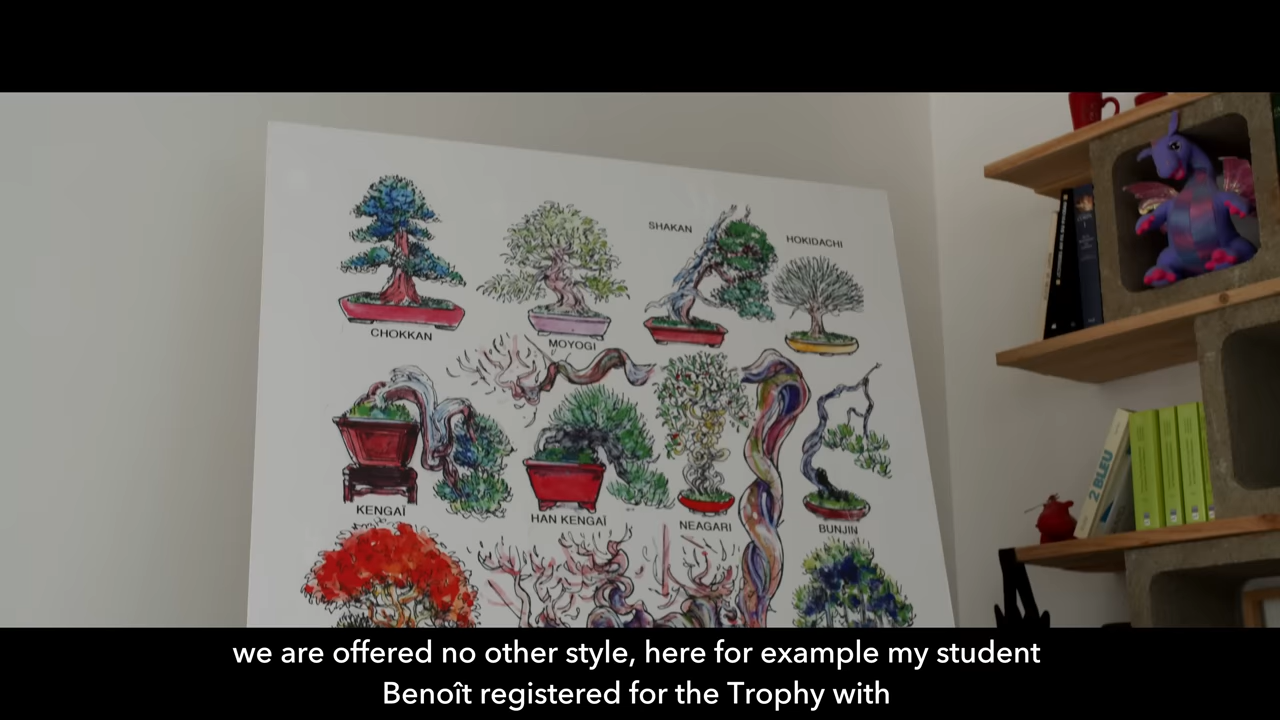 SHAKAN
HOKIDACHI
CHOKKAN
MOYOGI
KENGAÏ
HAN KENGAÏ
NEAGARI
BUNJIN
2 BLEU
we are offered no other style, here for example my student
Benoît registered for the Trophy with